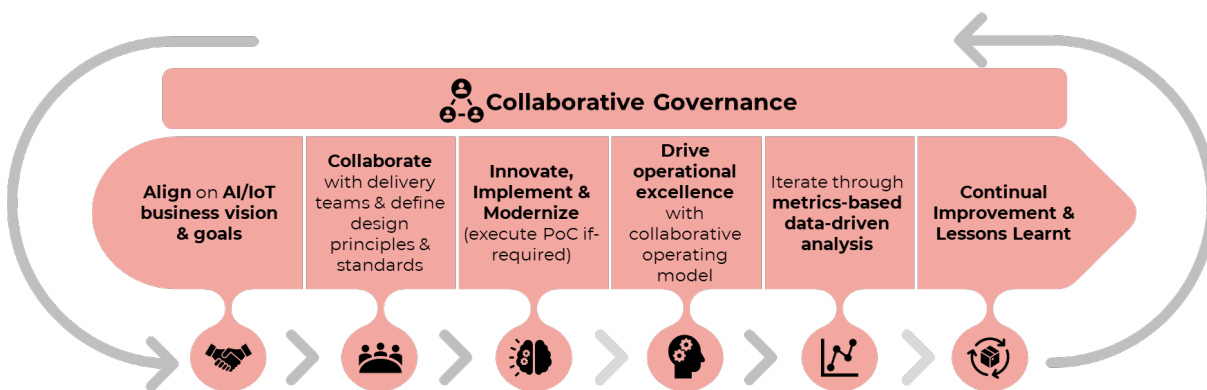 Collaborative Governance
Align on AI/IoT
business vision
& goals
Collaborate
with delivery
teams & define
design
principles &
standards
Innovate,
Implement &
Modernize
(execute PoC if-
required)
Drive
operational
excellence
with
collaborative
operating
model
Iterate through
metrics-based
data-driven
analysis
Continual
Improvement &
Lessons Learnt